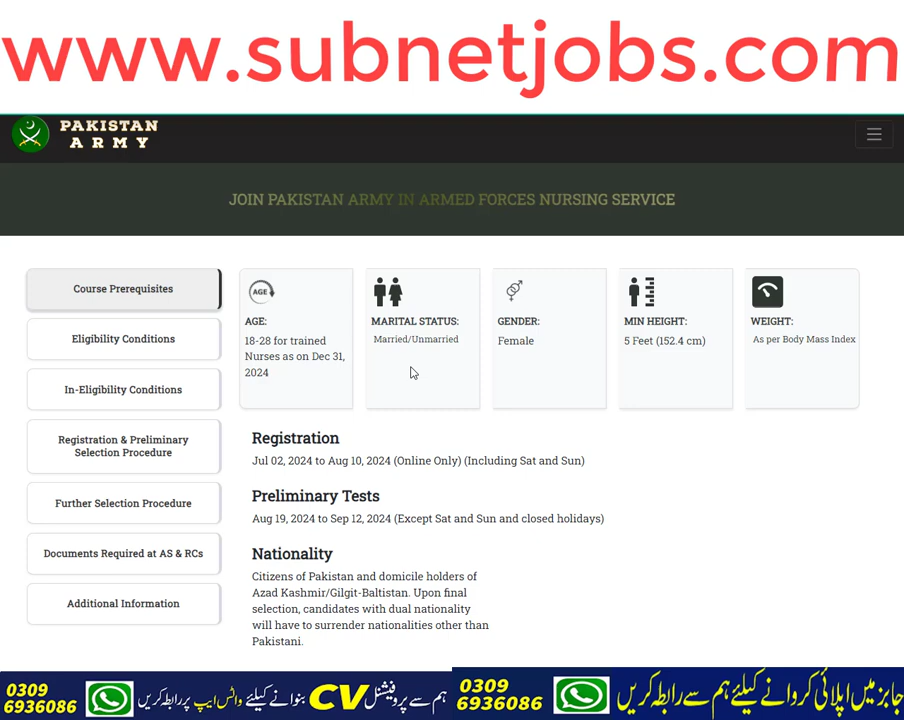 www.subnetjobs.com
PAKISTAN
ARMY
JOIN PAKISTAN ARMY IN ARMED FORCES NURSING SERVICE
Course Prerequisites
Eligibility Conditions
In-Eligibility Conditions
Registration & Preliminary
Selection Procedure
Further Selection Procedure
Documents Required at AS & RCs
Additional Information
AGE
AGE:
18-28 for trained
Nurses as on Dec 31,
2024
MARITAL STATUS:
Married/Unmarried
GENDER:
Female
MIN HEIGHT:
5 Feet (152.4 cm)
WEIGHT:
As per Body Mass Index
Registration
Jul 02, 2024 to Aug 10, 2024 (Online Only) (Including Sat and Sun)
Preliminary Tests
Aug 19, 2024 to Sep 12, 2024 (Except Sat and Sun and closed holidays)
Nationality
Citizens of Pakistan and domicile holders of
Azad Kashmir/Gilgit-Baltistan. Upon final
selection, candidates with dual nationality
will have to surrender nationalities other than
Pakistani.
0309
6936086
ہم سے پروفیشنل CV بنوانے کیلئے واٹس ایپ پر رابطہ کریں
0309
6936086
جابز میں اپلائی کروانے کیلئے ہم سے رابطہ کریں